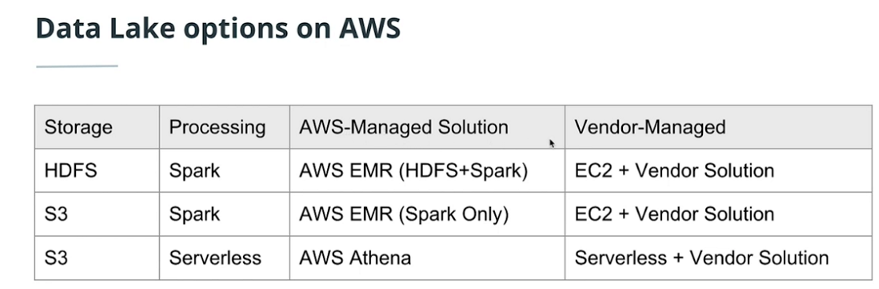 Data Lake options on AWS
Storage Processing AWS-Managed Solution Vendor-Managed
HDFS Spark AWS EMR (HDFS+Spark) EC2 + Vendor Solution
S3 Spark AWS EMR (Spark Only) EC2 + Vendor Solution
S3 Serverless AWS Athena Serverless + Vendor Solution